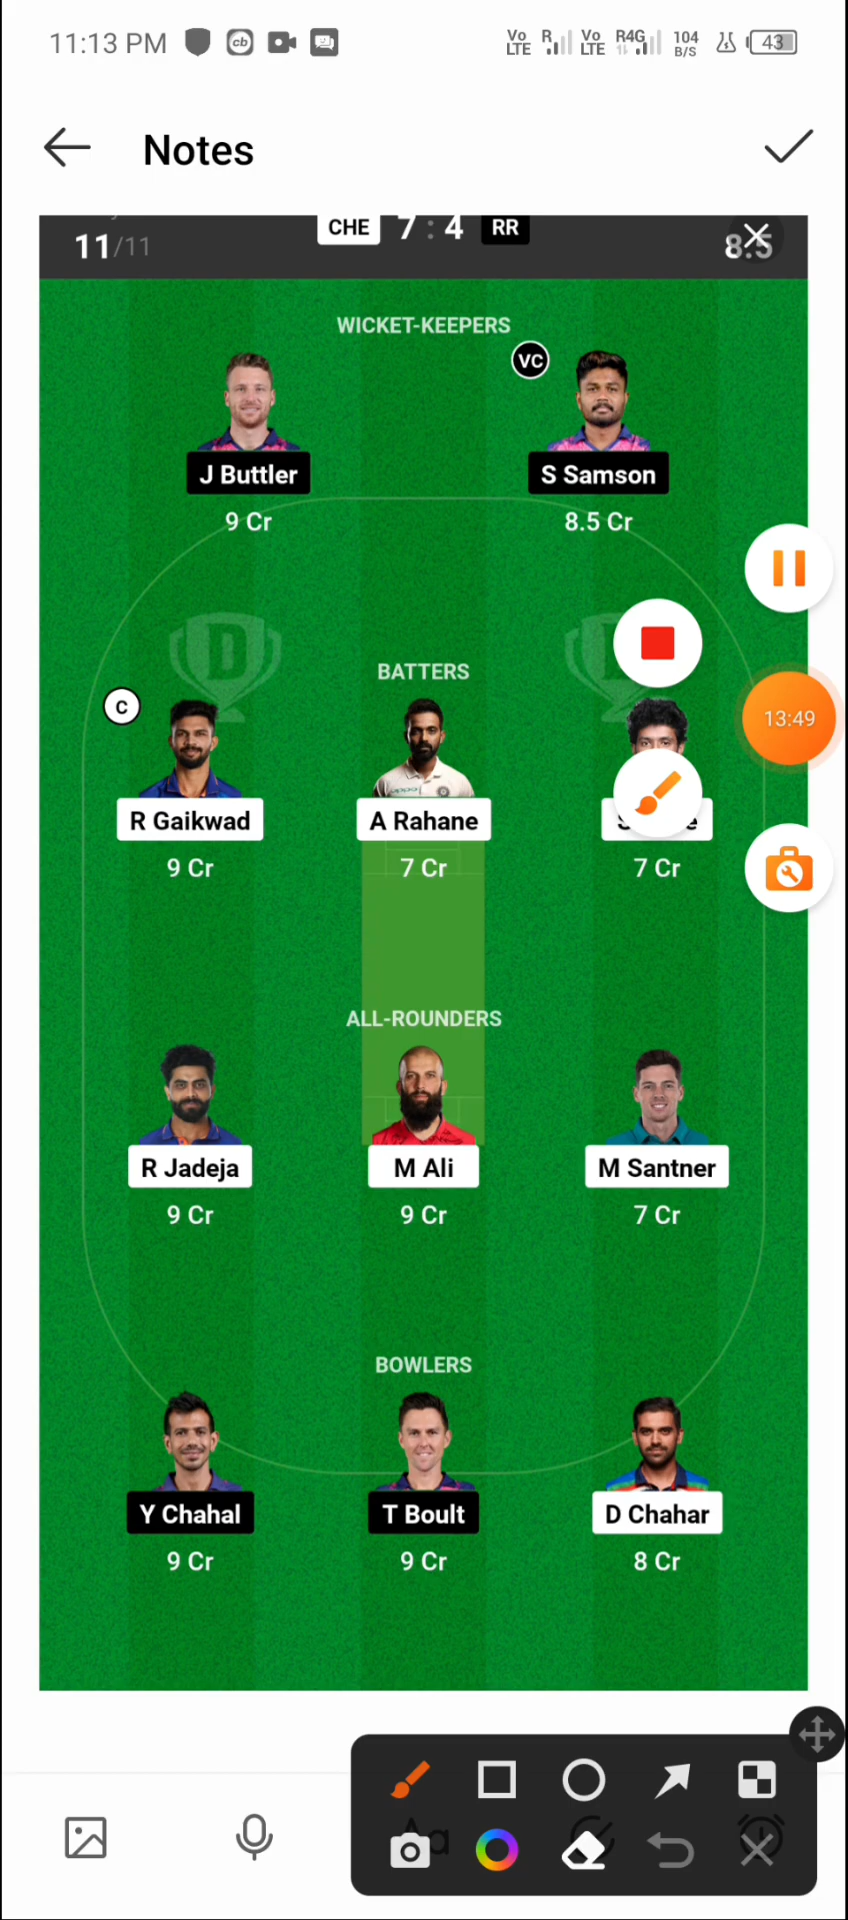 11:13 PM
Vo LTE R Vo LTE R4G 104 B/S 43
Notes
11/11 CHE 7 : 4 RR 8.5
WICKET-KEEPERS
VC
J Buttler S Samson
9 Cr 8.5 Cr
BATTERS
C
13:49
R Gaikwad A Rahane
9 Cr 7 Cr 7 Cr
ALL-ROUNDERS
R Jadeja M Ali M Santner
9 Cr 9 Cr 7 Cr
BOWLERS
Y Chahal T Boult D Chahar
9 Cr 9 Cr 8 Cr